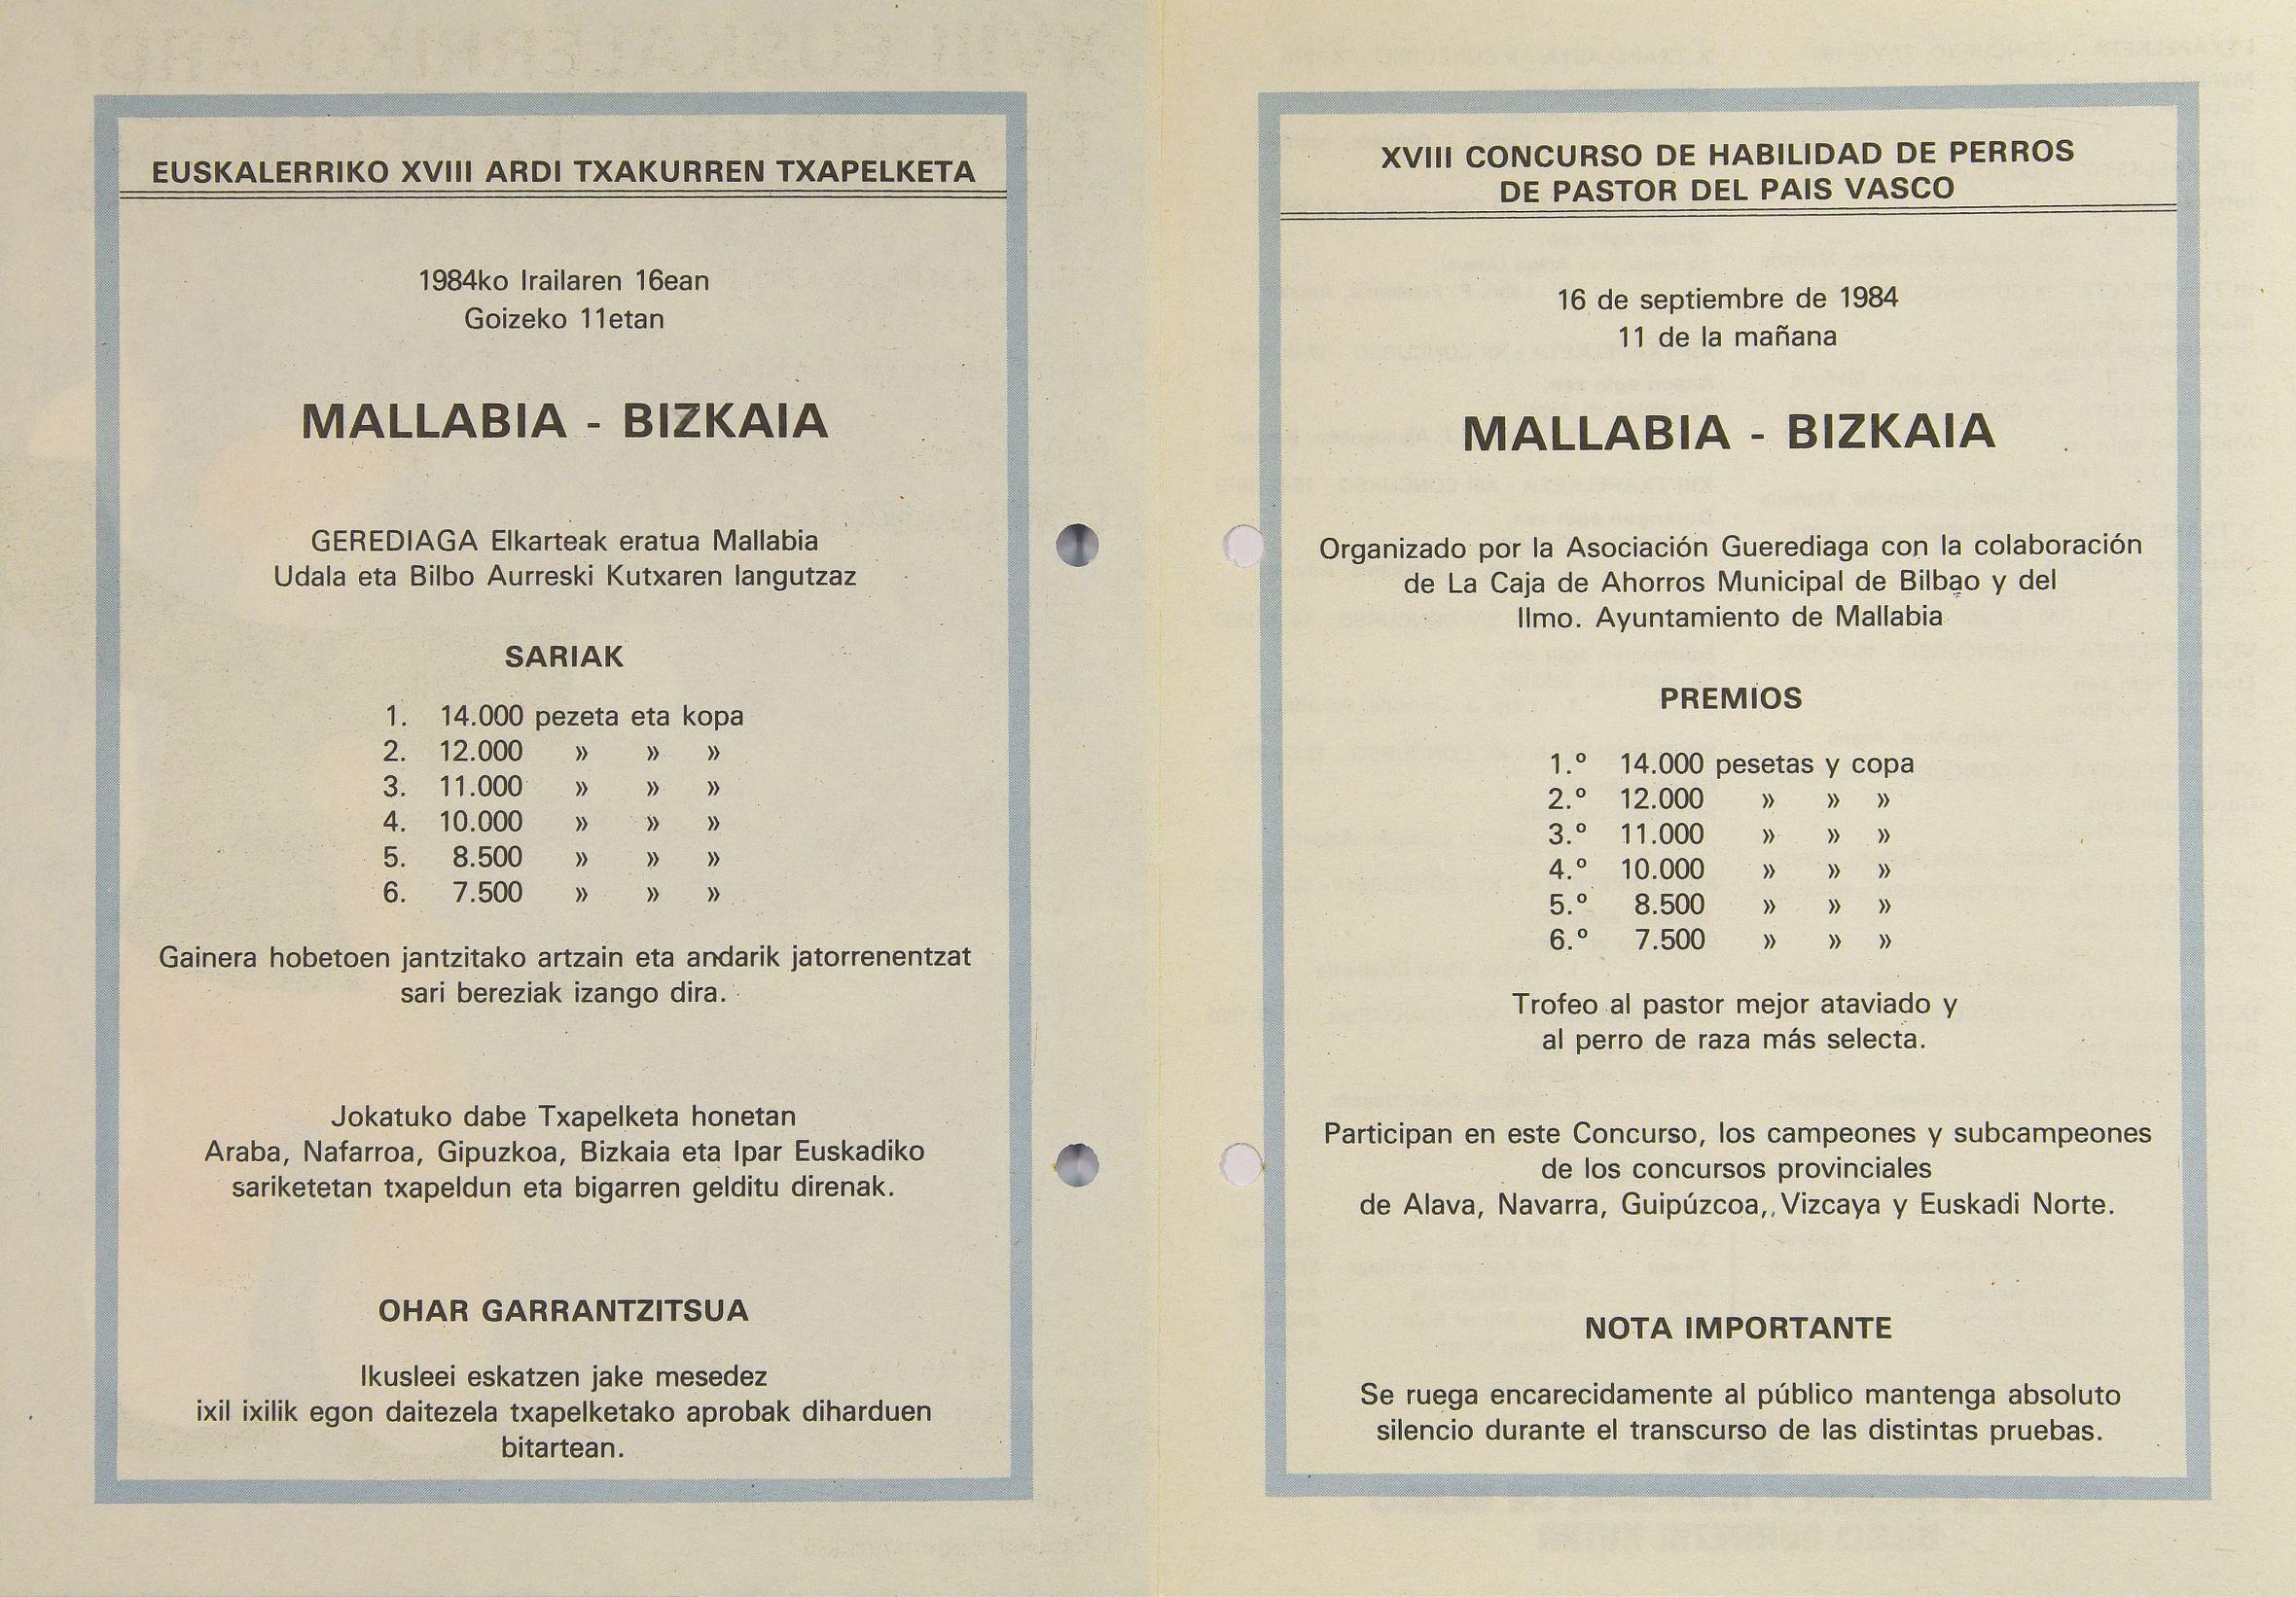 EUSKALERRIKO XVIII ARDI TXAKURREN TXAPELKETA
1984ko Irailaren 16ean
Goizeko 11etan
MALLABIA - BIZKAIA
GEREDIAGA Elkarteak eratua Mallabia
Udala eta Bilbo Aurreski Kutxaren langutzaz
SARIAK
1. 14.000 pezeta eta kopa
2. 12.000 » » »
3. 11.000 » » »
4. 10.000 » » »
5. 8.500 » » »
6. 7.500 » » »
Gainera hobetoen jantzitako artzain eta andarik jatorrenentzat
sari bereziak izango dira.
Jokatuko dabe Txapelketa honetan
Araba, Nafarroa, Gipuzkoa, Bizkaia eta Ipar Euskadiko
sariketetan txapeldun eta bigarren gelditu direnak.
OHAR GARRANTZITSUA
Ikusleei eskatzen jake mesedez
ixil ixilik egon daitezela txapelketako aprobak diharduen
bitartean.
XVIII CONCURSO DE HABILIDAD DE PERROS
DE PASTOR DEL PAIS VASCO
16 de septiembre de 1984
11 de la mañana
MALLABIA - BIZKAIA
Organizado por la Asociación Guerediaga con la colaboración
de La Caja de Ahorros Municipal de Bilbao y del
Ilmo. Ayuntamiento de Mallabia
PREMIOS
1.º 14.000 pesetas y copa
2.º 12.000 » » »
3.º 11.000 » » »
4.º 10.000 » » »
5.º 8.500 » » »
6.º 7.500 » » »
Trofeo al pastor mejor ataviado y
al perro de raza más selecta.
Participan en este Concurso, los campeones y subcampeones
de los concursos provinciales
de Alava, Navarra, Guipúzcoa,, Vizcaya y Euskadi Norte.
NOTA IMPORTANTE
Se ruega encarecidamente al público mantenga absoluto
silencio durante el transcurso de las distintas pruebas.